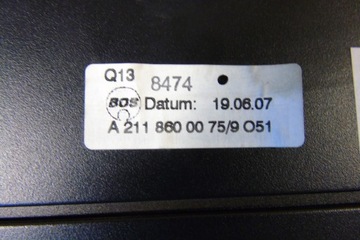 Q13 8474
BOS Datum: 19.06.07
A 211 860 00 75/9 O51